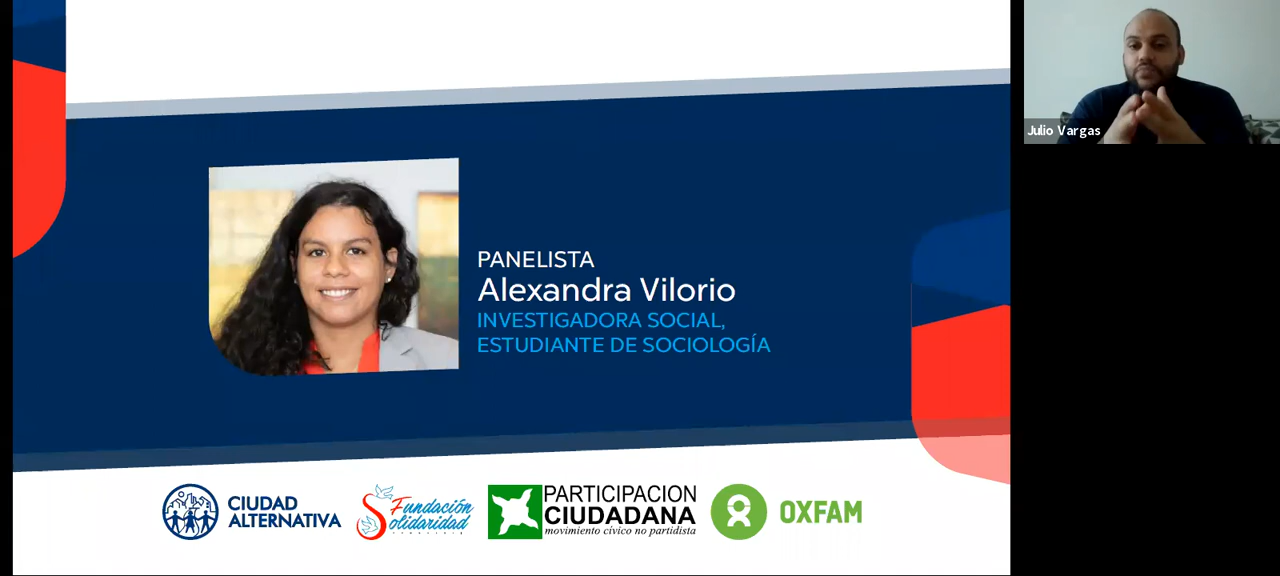 PANELISTA
Alexandra Vilorio
INVESTIGADORA SOCIAL,
ESTUDIANTE DE SOCIOLOGÍA
CIUDAD
ALTERNATIVA
Fundación
Solidaridad
PARTICIPACION
CIUDADANA
movimiento cívico no partidista
OXFAM
Julio Vargas